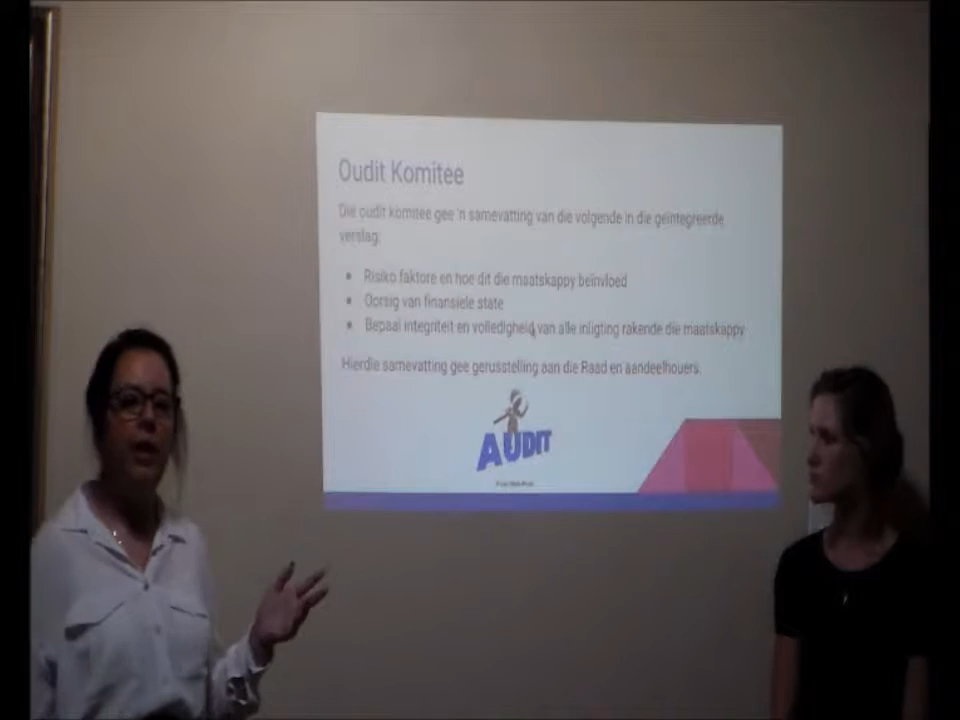 Oudit Komitee
Die oudit komitee gee 'n samevatting van die volgende in die geïntegreerde
verslag:
• Risiko faktore en hoe dit die maatskappy beïnvloed
• Oorsig van finansiële state
• Bepaal integriteit en volledigheid van alle inligting rakende die maatskappy
Hierdie samevatting gee gerusstelling aan die Raad en aandeelhouers.
AUDIT